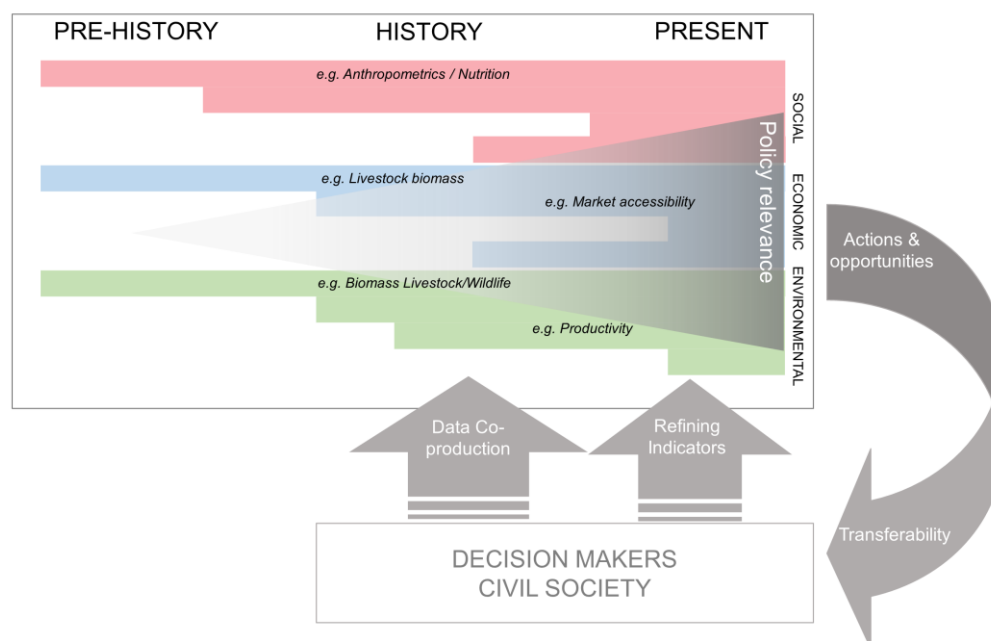 PRE-HISTORY HISTORY PRESENT
e.g. Anthropometrics / Nutrition
SOCIAL
Policy relevance
e.g. Livestock biomass
ECONOMIC
e.g. Market accessibility
e.g. Biomass Livestock/Wildlife
ENVIRONMENTAL
e.g. Productivity
Actions &
opportunities
Data Co-
production
Refining
Indicators
Transferability
DECISION MAKERS
CIVIL SOCIETY